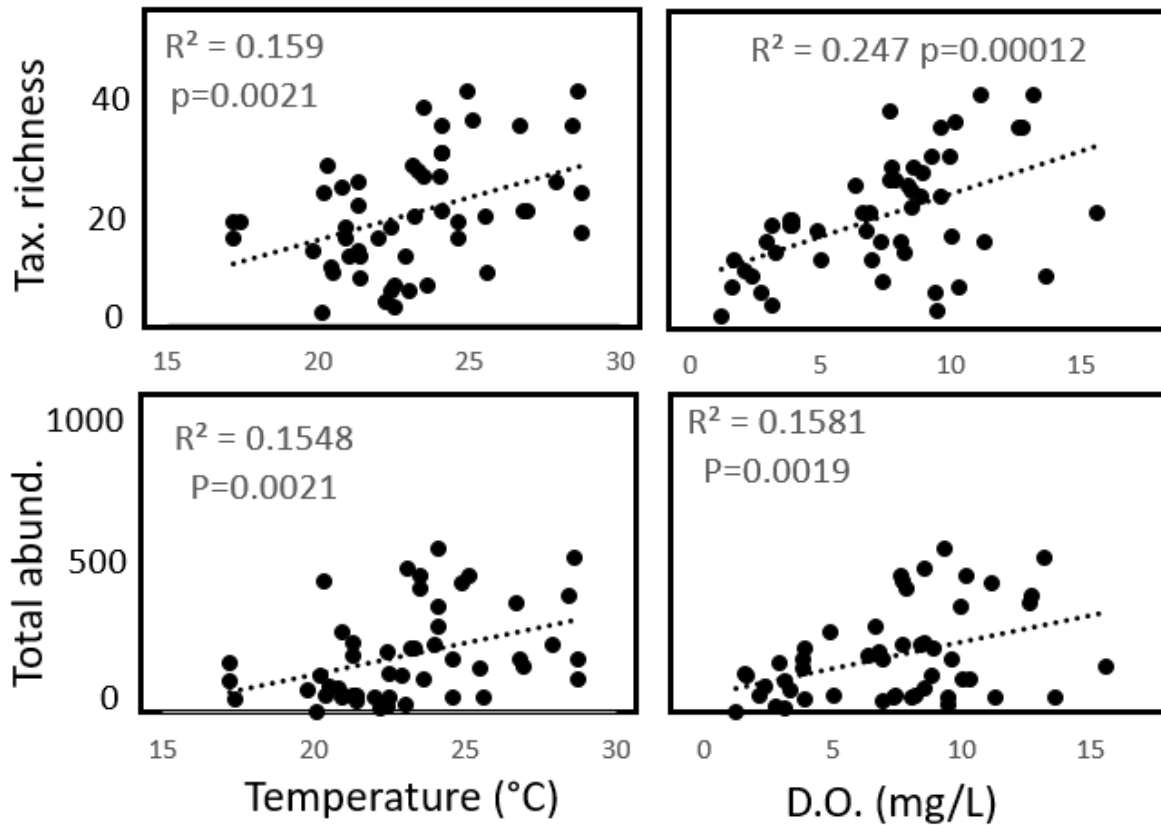 Tax. richness
40
20
0
R² = 0.159
p=0.0021
15 20 25 30
R² = 0.247 p=0.00012
0 5 10 15
Total abund.
1000
500
0
R² = 0.1548
P=0.0021
15 20 25 30
Temperature (°C)
R² = 0.1581
P=0.0019
0 5 10 15
D.O. (mg/L)